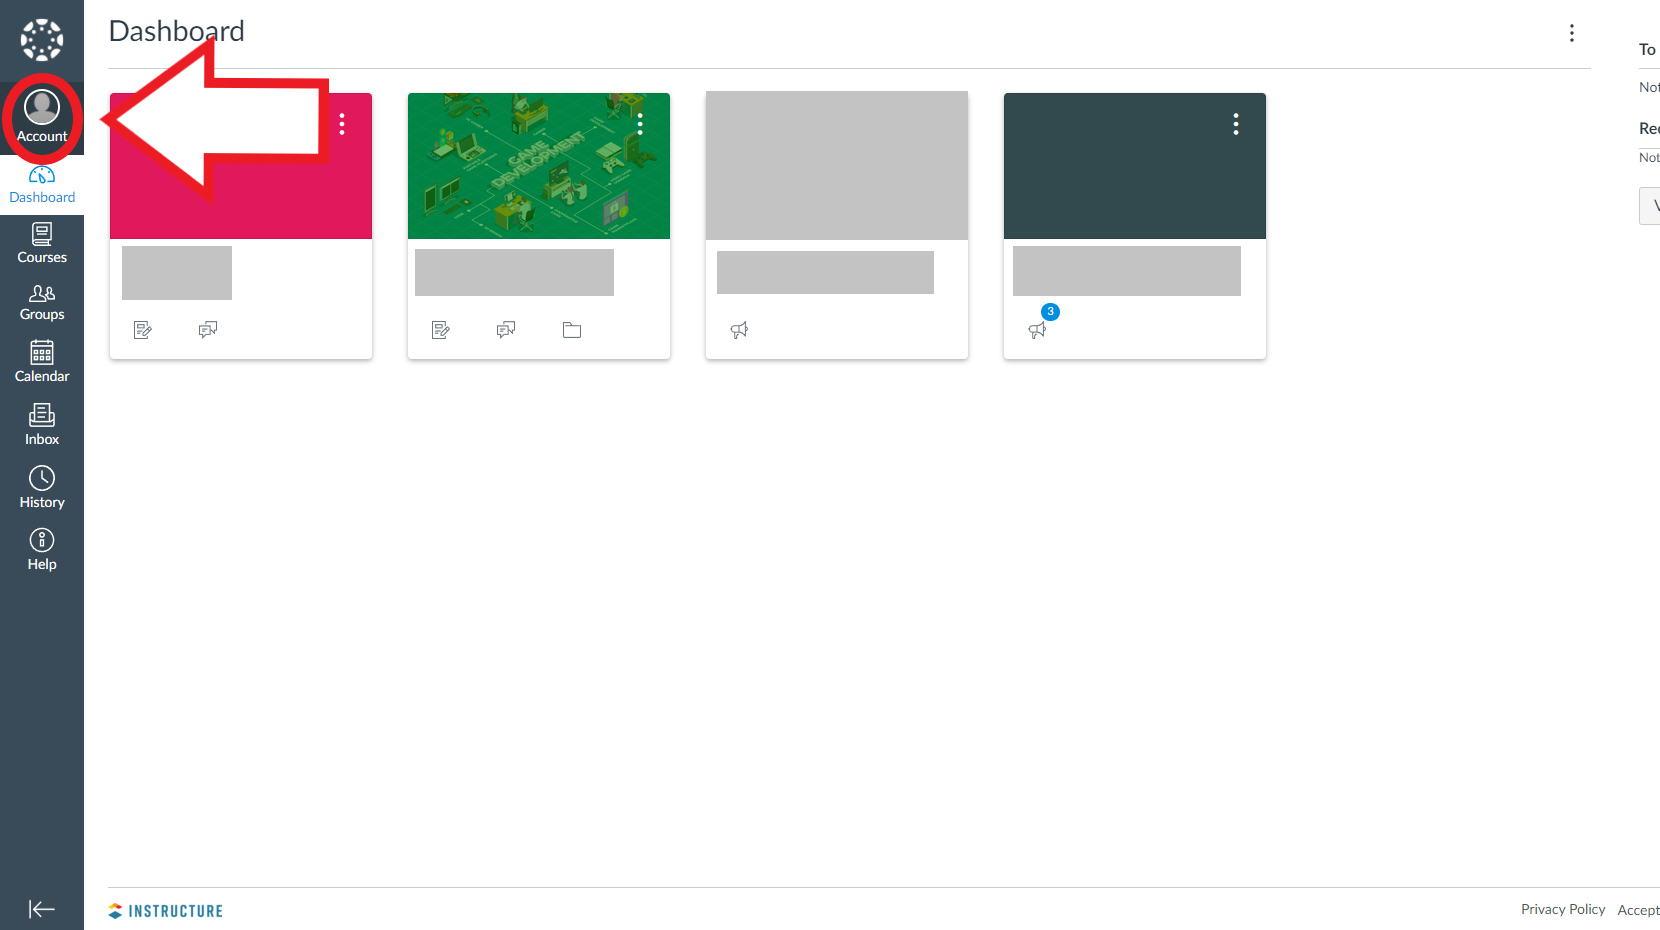 Dashboard
To
Not
Rec
Not
V
Account
Dashboard
Courses
Groups
Calendar
Inbox
History
Help
GAME
DEVELOPMENT
3
INSTRUCTURE
Privacy Policy
Accept